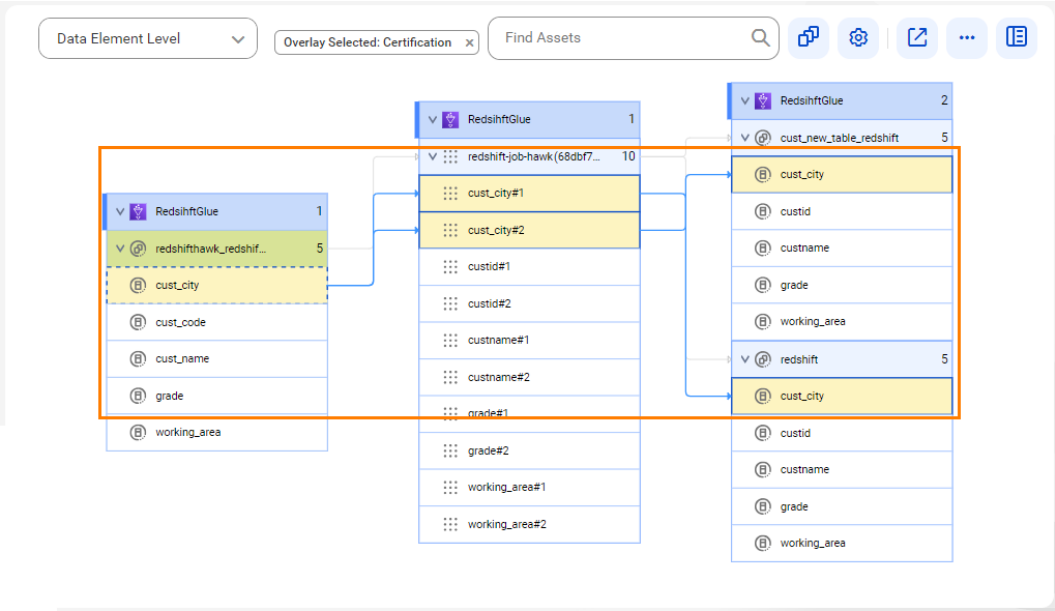 Data Element Level
Overlay Selected: Certification ×
Find Assets
RedsihftGlue 1
redshifthawk_redshif... 5
cust_city
cust_code
cust_name
grade
working_area
RedsihftGlue 1
redshift-job-hawk(68dbf7... 10
cust_city#1
cust_city#2
custid#1
custid#2
custname#1
custname#2
grade#1
grade#2
working_area#1
working_area#2
RedsihftGlue 2
cust_new_table_redshift 5
cust_city
custid
custname
grade
working_area
redshift 5
cust_city
custid
custname
grade
working_area